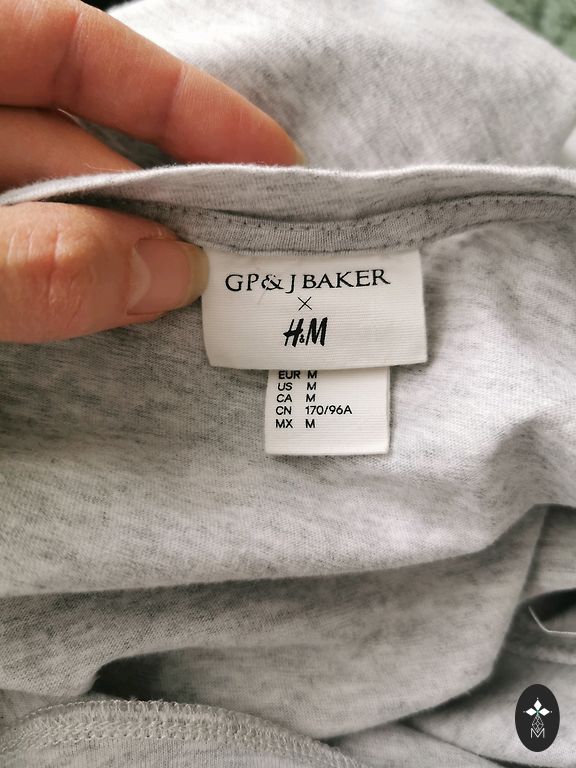 GP & J BAKER
×
H&M
EUR M
US M
CA M
CN 170/96A
MX M
M